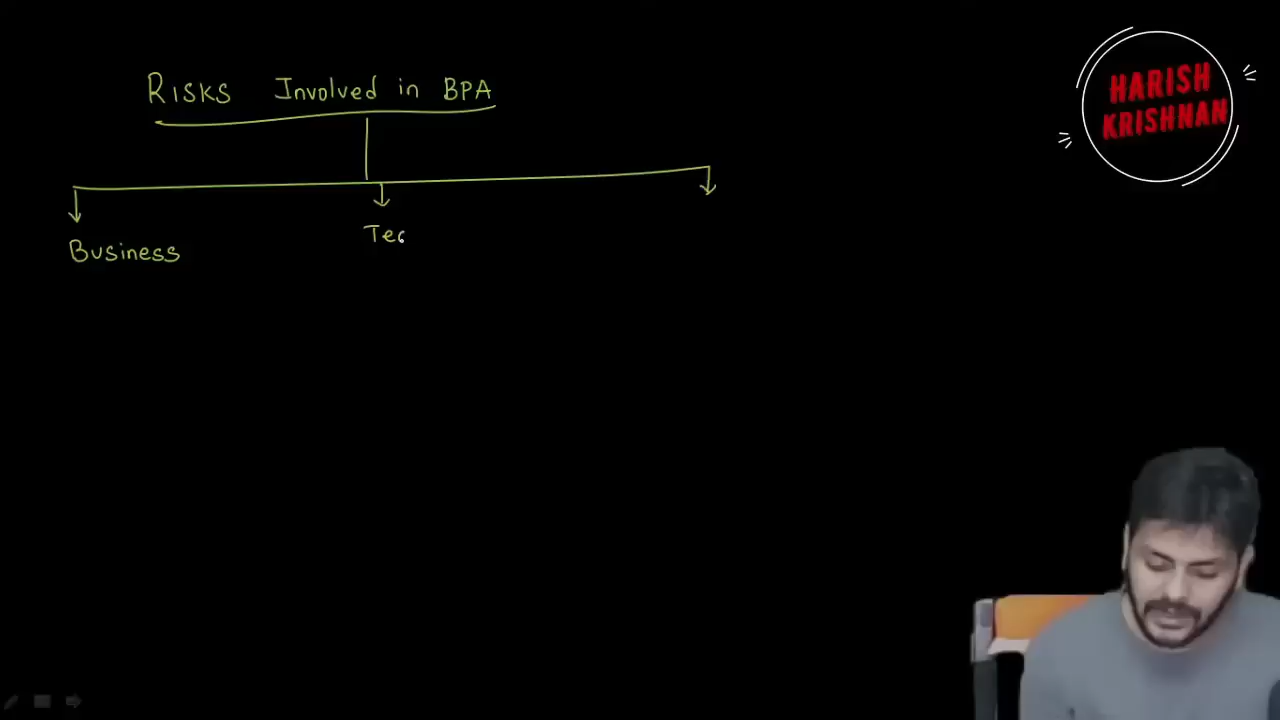 RISKS Involved in BPA
Business
Tec
HARISH
KRISHNAN